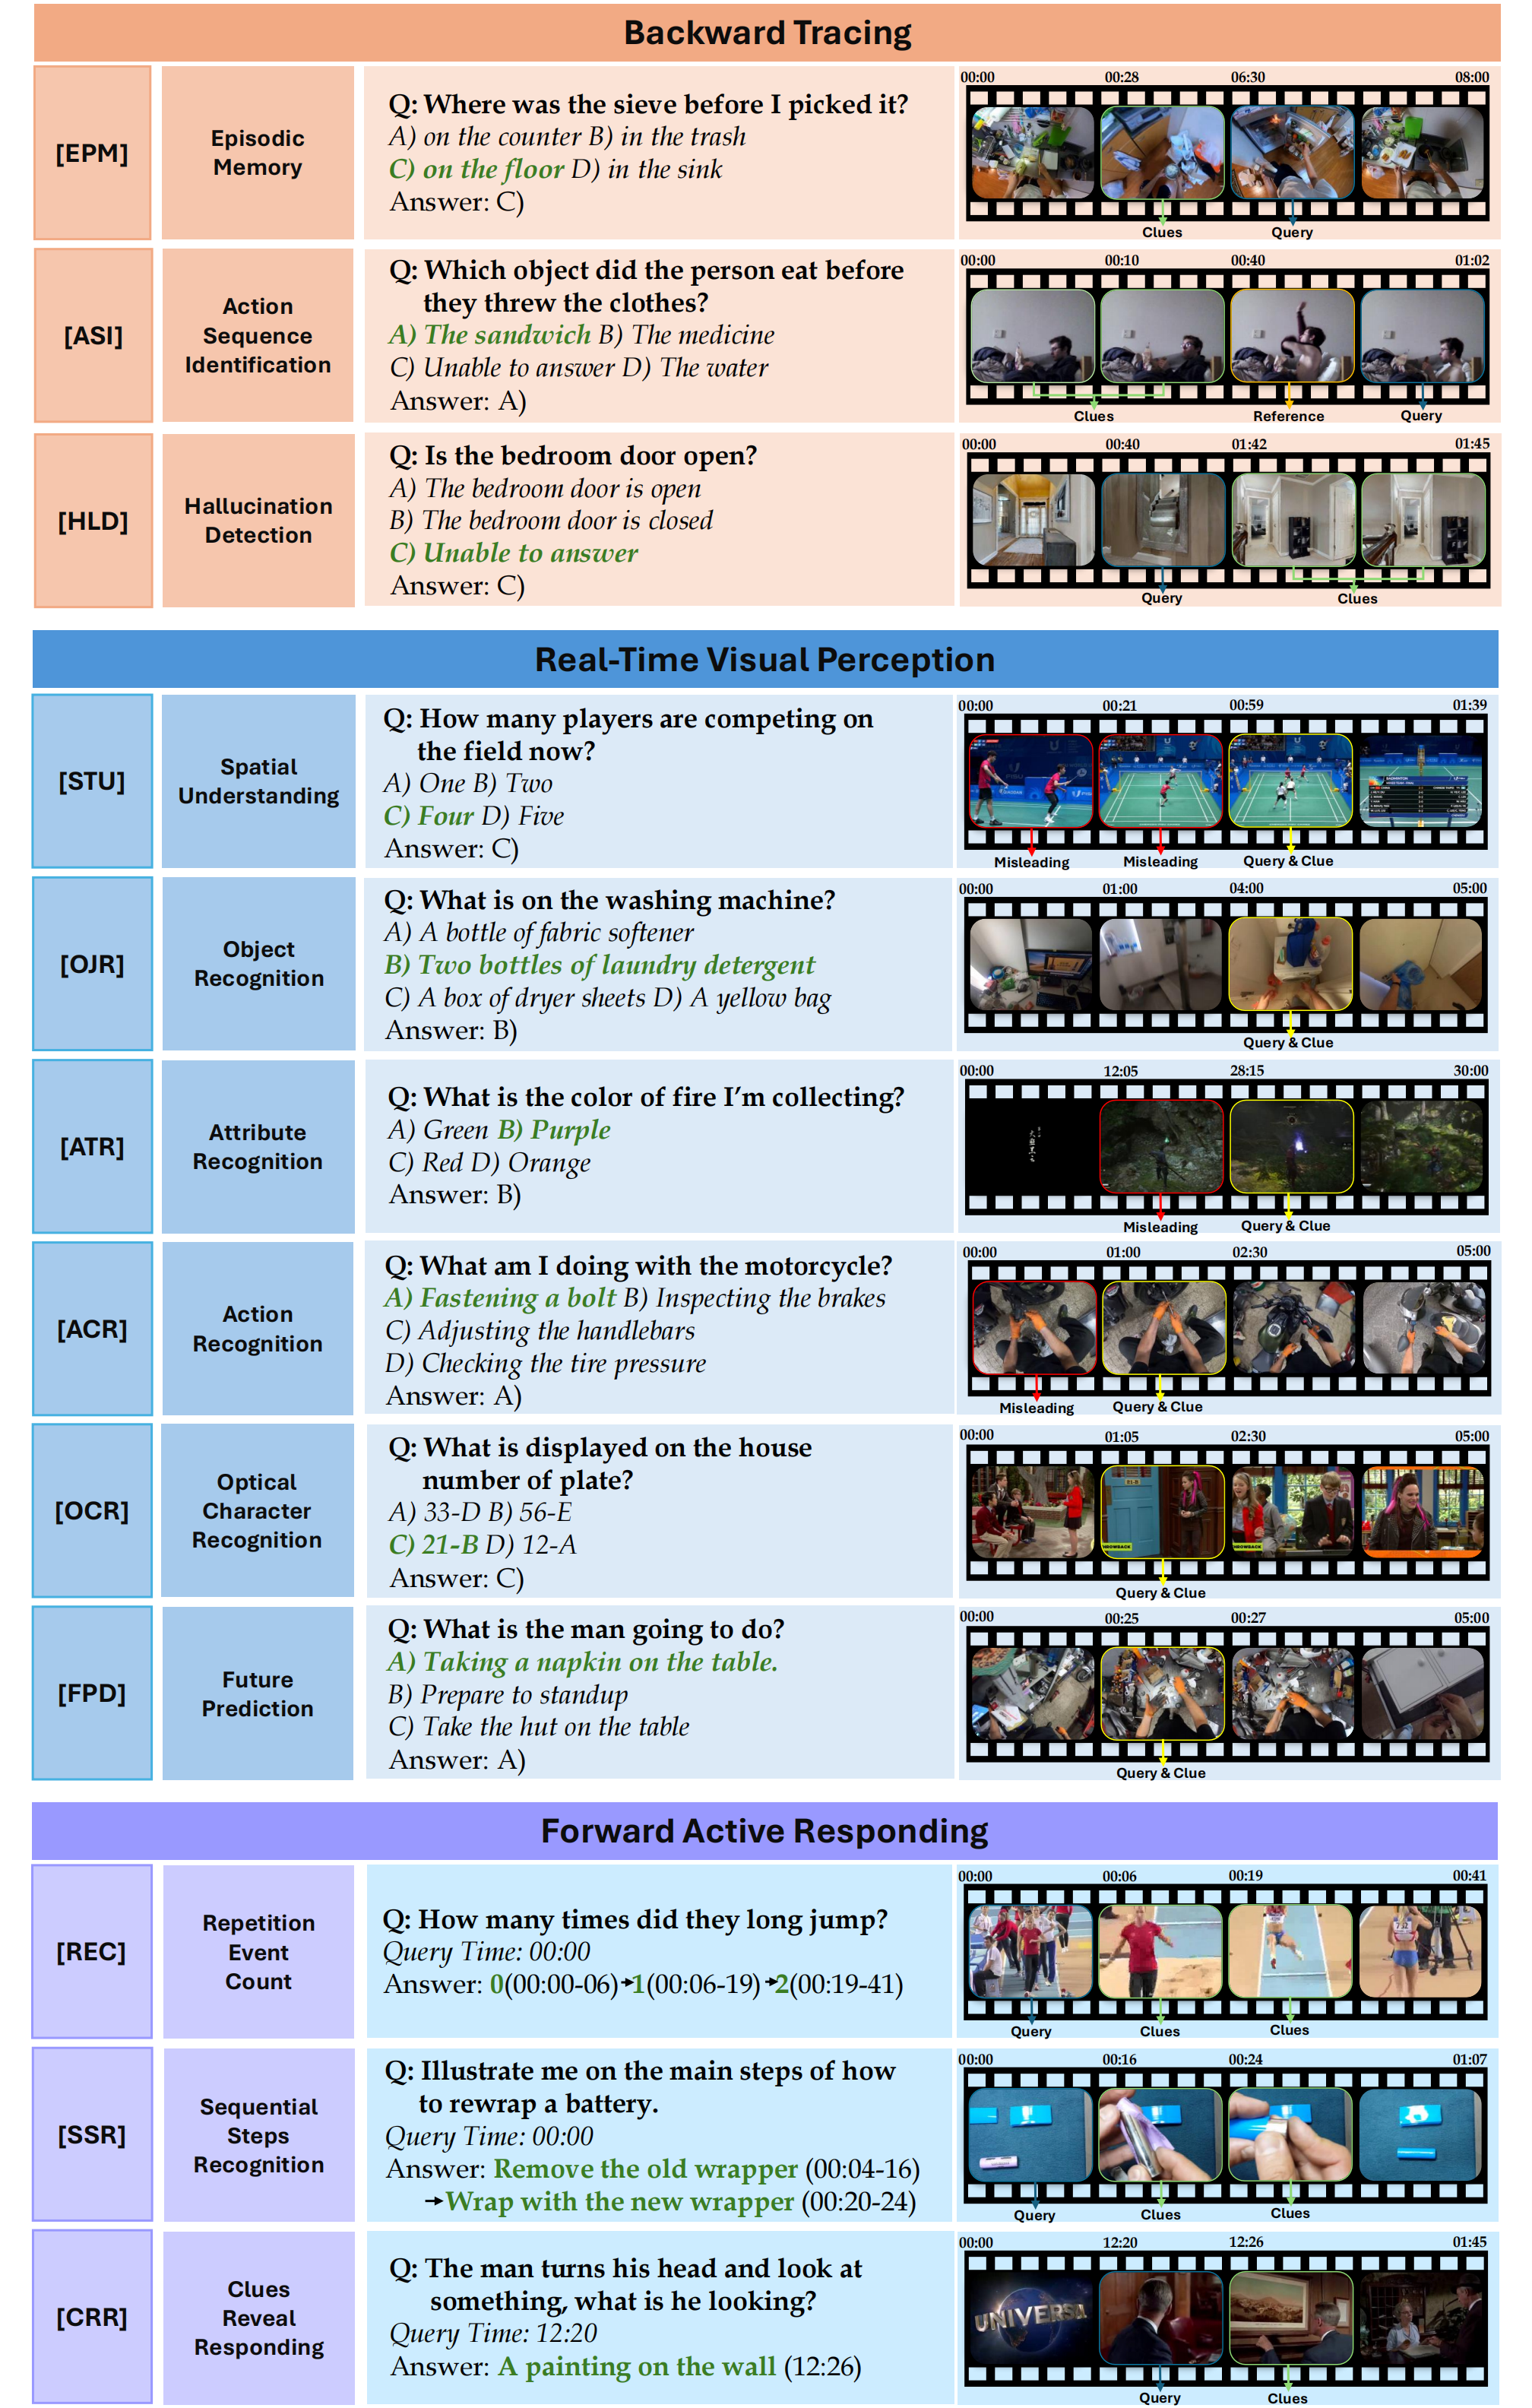 Backward Tracing
[EPM]
Episodic
Memory
Q: Where was the sieve before I picked it?
A) on the counter B) in the trash
C) on the floor D) in the sink
Answer: C)
00:00 00:28 06:30 08:00
Clues Query
[ASI]
Action
Sequence
Identification
Q: Which object did the person eat before
they threw the clothes?
A) The sandwich B) The medicine
C) Unable to answer D) The water
Answer: A)
00:00 00:10 00:40 01:02
Clues Reference Query
[HLD]
Hallucination
Detection
Q: Is the bedroom door open?
A) The bedroom door is open
B) The bedroom door is closed
C) Unable to answer
Answer: C)
00:00 00:40 01:42 01:45
Query Clues
Real-Time Visual Perception
[STU]
Spatial
Understanding
Q: How many players are competing on
the field now?
A) One B) Two
C) Four D) Five
Answer: C)
00:00 00:21 00:59 01:39
Misleading Misleading Query & Clue
[OJR]
Object
Recognition
Q: What is on the washing machine?
A) A bottle of fabric softener
B) Two bottles of laundry detergent
C) A box of dryer sheets D) A yellow bag
Answer: B)
00:00 01:00 04:00 05:00
Query & Clue
[ATR]
Attribute
Recognition
Q: What is the color of fire I'm collecting?
A) Green B) Purple
C) Red D) Orange
Answer: B)
00:00 12:05 28:15 30:00
Misleading Query & Clue
[ACR]
Action
Recognition
Q: What am I doing with the motorcycle?
A) Fastening a bolt B) Inspecting the brakes
C) Adjusting the handlebars
D) Checking the tire pressure
Answer: A)
00:00 01:00 02:30 05:00
Misleading Query & Clue
[OCR]
Optical
Character
Recognition
Q: What is displayed on the house
number of plate?
A) 33-D B) 56-E
C) 21-B D) 12-A
Answer: C)
00:00 01:05 02:30 05:00
Query & Clue
[FPD]
Future
Prediction
Q: What is the man going to do?
A) Taking a napkin on the table.
B) Prepare to standup
C) Take the hut on the table
Answer: A)
00:00 00:25 00:27 05:00
Query & Clue
Forward Active Responding
[REC]
Repetition
Event
Count
Q: How many times did they long jump?
Query Time: 00:00
Answer: 0(00:00-06)→1(00:06-19)→2(00:19-41)
00:00 00:06 00:19 00:41
Query Clues Clues
[SSR]
Sequential
Steps
Recognition
Q: Illustrate me on the main steps of how
to rewrap a battery.
Query Time: 00:00
Answer: Remove the old wrapper (00:04-16)
→Wrap with the new wrapper (00:20-24)
00:00 00:16 00:24 01:07
Query Clues Clues
[CRR]
Clues
Reveal
Responding
Q: The man turns his head and look at
something, what is he looking?
Query Time: 12:20
Answer: A painting on the wall (12:26)
00:00 12:20 12:26 01:45
UNIVERSA
Query Clues